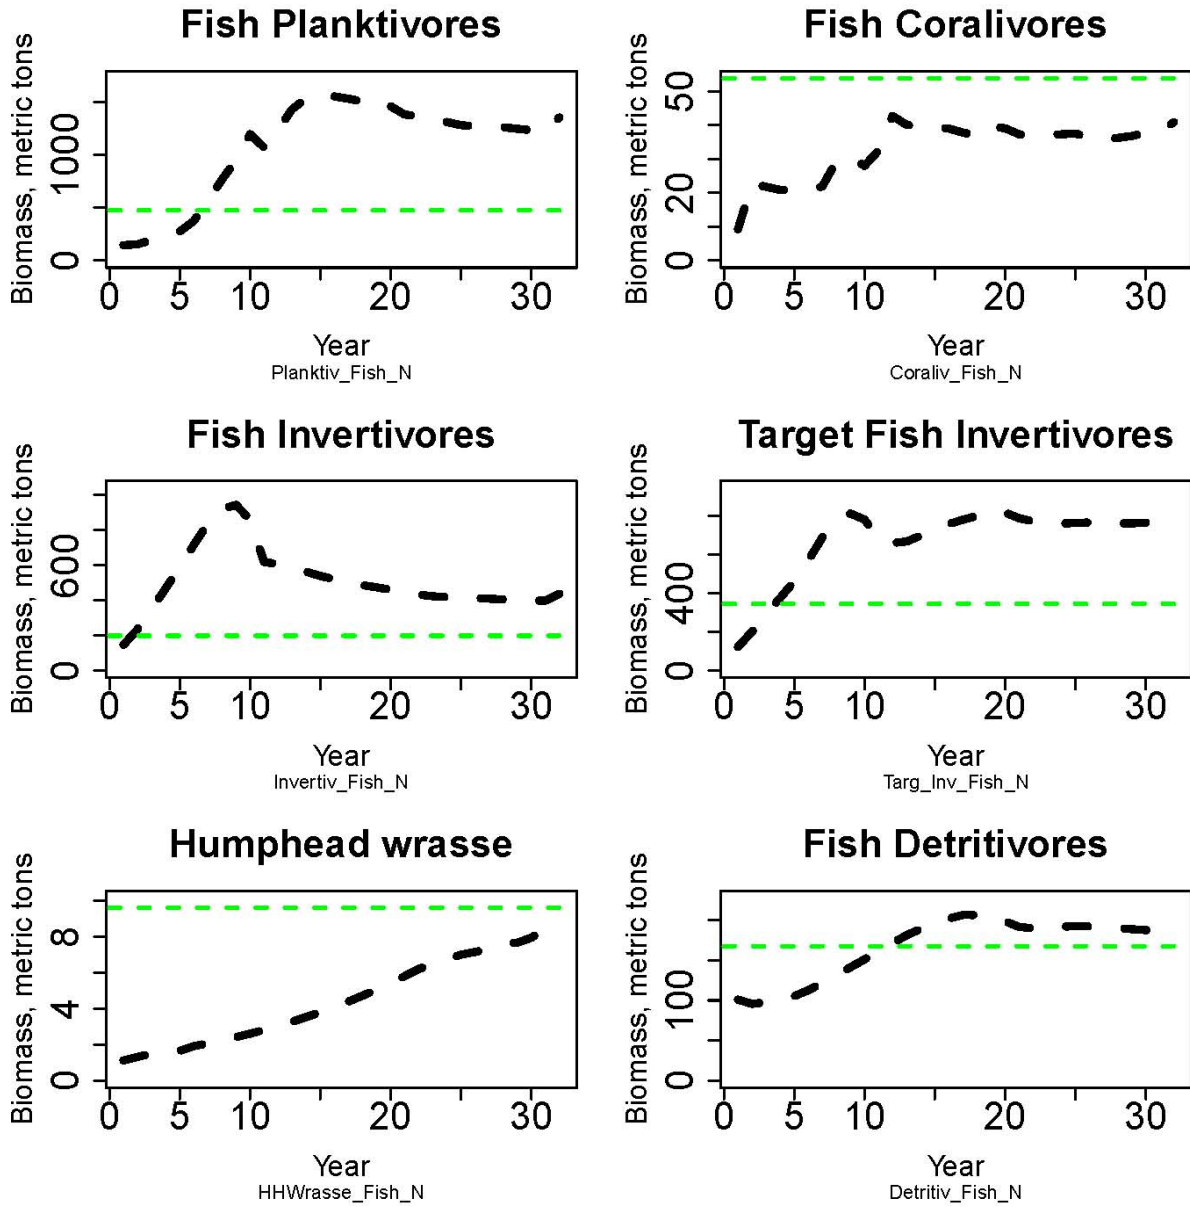 Fish Planktivores
Biomass, metric tons
1000
0
0 5 10 20 30
Year
Planktiv_Fish_N
Fish Coralivores
Biomass, metric tons
50
20
0
0 5 10 20 30
Year
Coraliv_Fish_N
Fish Invertivores
Biomass, metric tons
600
0
0 5 10 20 30
Year
Invertiv_Fish_N
Target Fish Invertivores
Biomass, metric tons
400
0
0 5 10 20 30
Year
Targ_Inv_Fish_N
Humphead wrasse
Biomass, metric tons
8
4
0
0 5 10 20 30
Year
HHWrasse_Fish_N
Fish Detritivores
Biomass, metric tons
100
0
0 5 10 20 30
Year
Detritiv_Fish_N